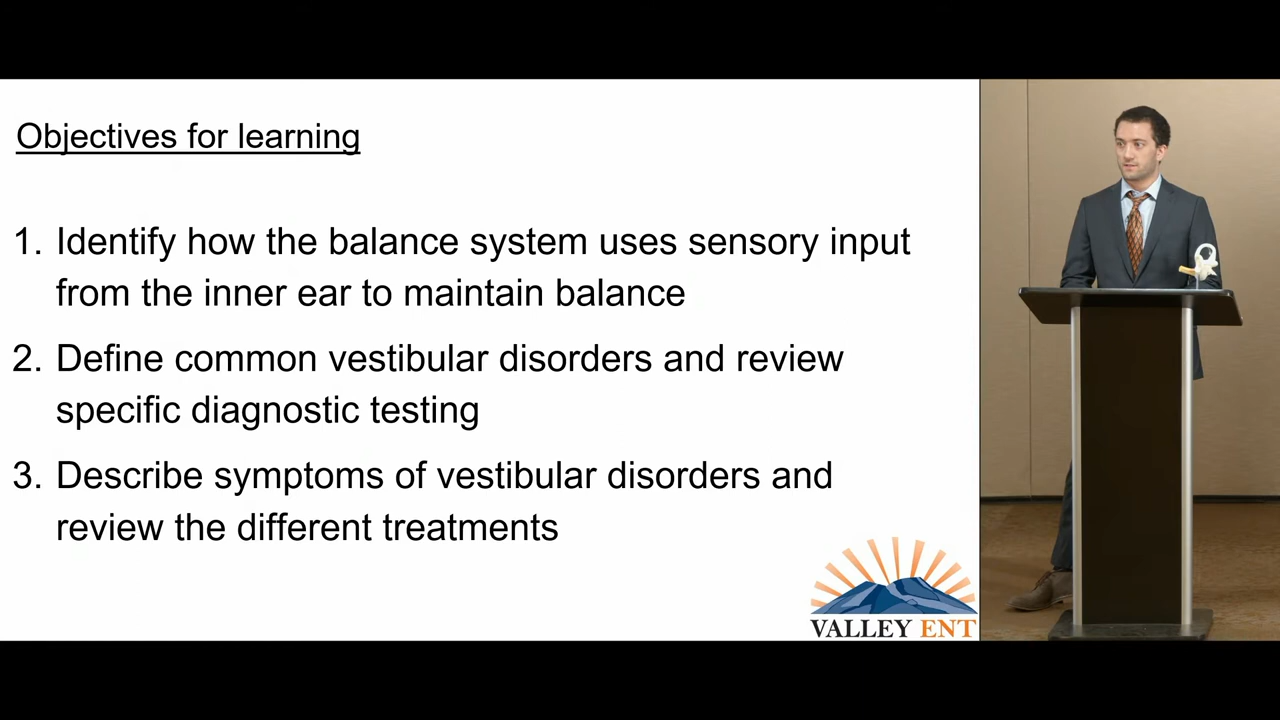 Objectives for learning
1. Identify how the balance system uses sensory input
from the inner ear to maintain balance
2. Define common vestibular disorders and review
specific diagnostic testing
3. Describe symptoms of vestibular disorders and
review the different treatments
VALLEY ENT